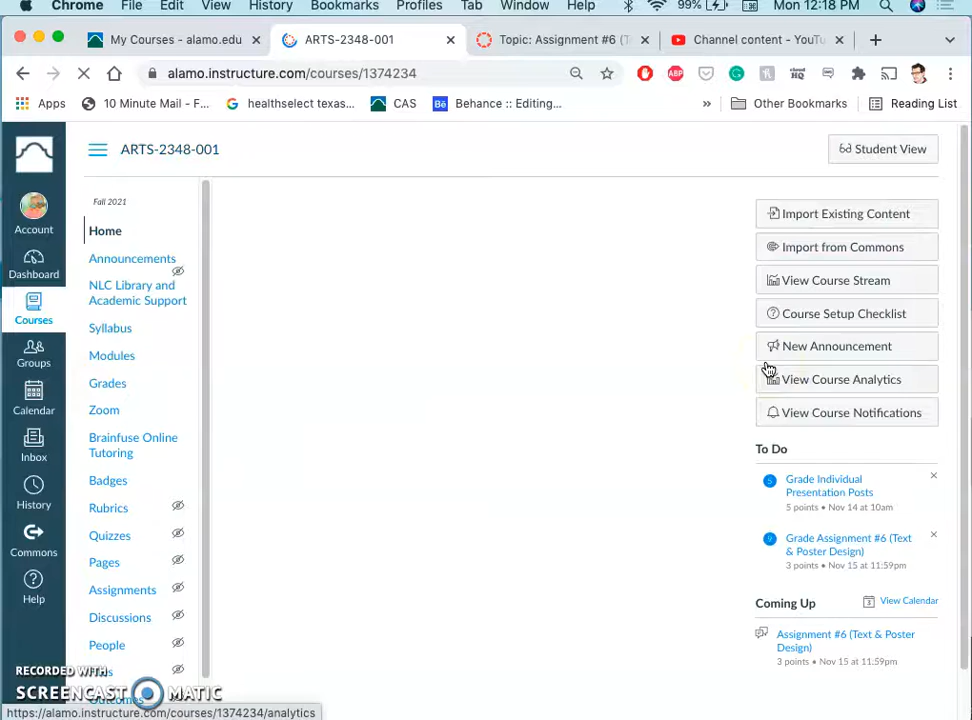 Chrome File Edit View History Bookmarks Profiles Tab Window Help 99% Mon 12:18 PM
My Courses - alamo.edu × ARTS-2348-001 × Topic: Assignment #6 (T × Channel content - YouTu × +
alamo.instructure.com/courses/1374234
Apps 10 Minute Mail - F... healthselect texas... CAS Behance :: Editing... » Other Bookmarks Reading List
ARTS-2348-001
Student View
Account
Dashboard
Courses
Groups
Calendar
Inbox
History
Commons
Help
Fall 2021
Home
Announcements
NLC Library and
Academic Support
Syllabus
Modules
Grades
Zoom
Brainfuse Online
Tutoring
Badges
Rubrics
Quizzes
Pages
Assignments
Discussions
People
Outcomes
Import Existing Content
Import from Commons
View Course Stream
Course Setup Checklist
New Announcement
View Course Analytics
View Course Notifications
To Do
5 Grade Individual
Presentation Posts
5 points • Nov 14 at 10am
9 Grade Assignment #6 (Text
& Poster Design)
3 points • Nov 15 at 11:59pm
Coming Up View Calendar
Assignment #6 (Text & Poster
Design)
3 points • Nov 15 at 11:59pm
RECORDED WITH
SCREENCAST MATIC
https://alamo.instructure.com/courses/1374234/analytics